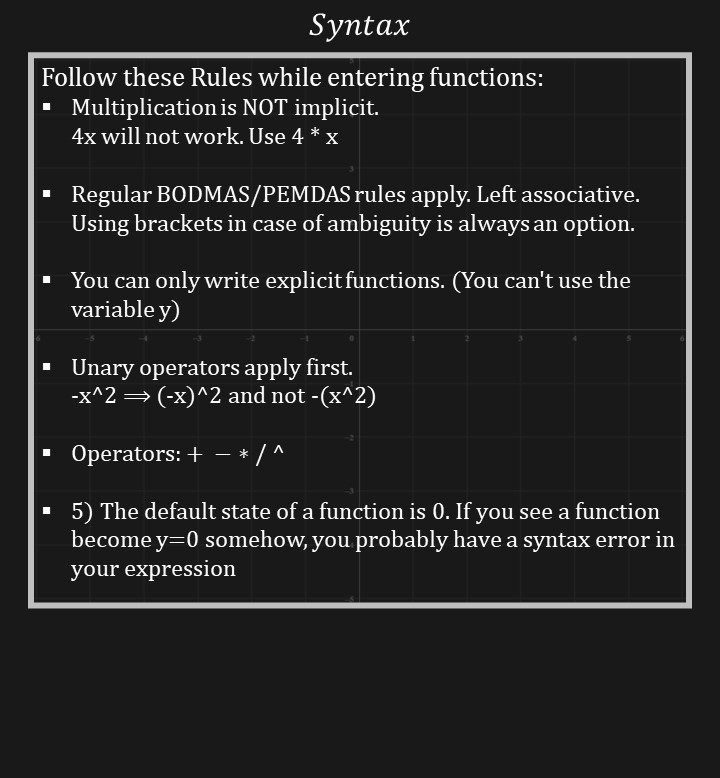 Syntax
Follow these Rules while entering functions:
▪ Multiplication is NOT implicit.
4x will not work. Use 4 * x
▪ Regular BODMAS/PEMDAS rules apply. Left associative.
Using brackets in case of ambiguity is always an option.
▪ You can only write explicit functions. (You can't use the
variable y)
▪ Unary operators apply first.
-x^2 ⟹ (-x)^2 and not -(x^2)
▪ Operators: + − * / ^
▪ 5) The default state of a function is 0. If you see a function
become y=0 somehow, you probably have a syntax error in
your expression